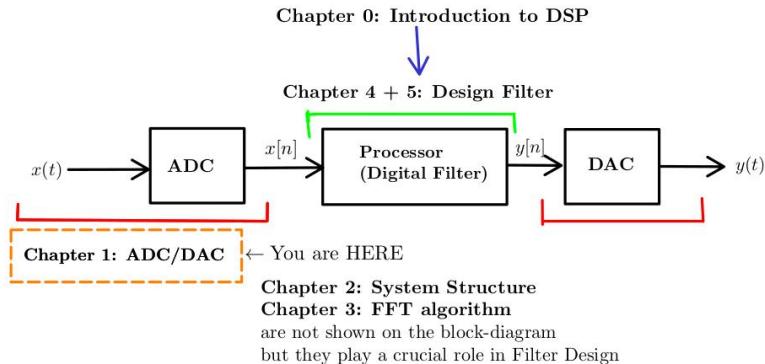 Chapter 0: Introduction to DSP
Chapter 4 + 5: Design Filter
x(t)
ADC
x[n]
Processor
(Digital Filter)
y[n]
DAC
y(t)
Chapter 1: ADC/DAC
← You are HERE
Chapter 2: System Structure
Chapter 3: FFT algorithm
are not shown on the block-diagram
but they play a crucial role in Filter Design